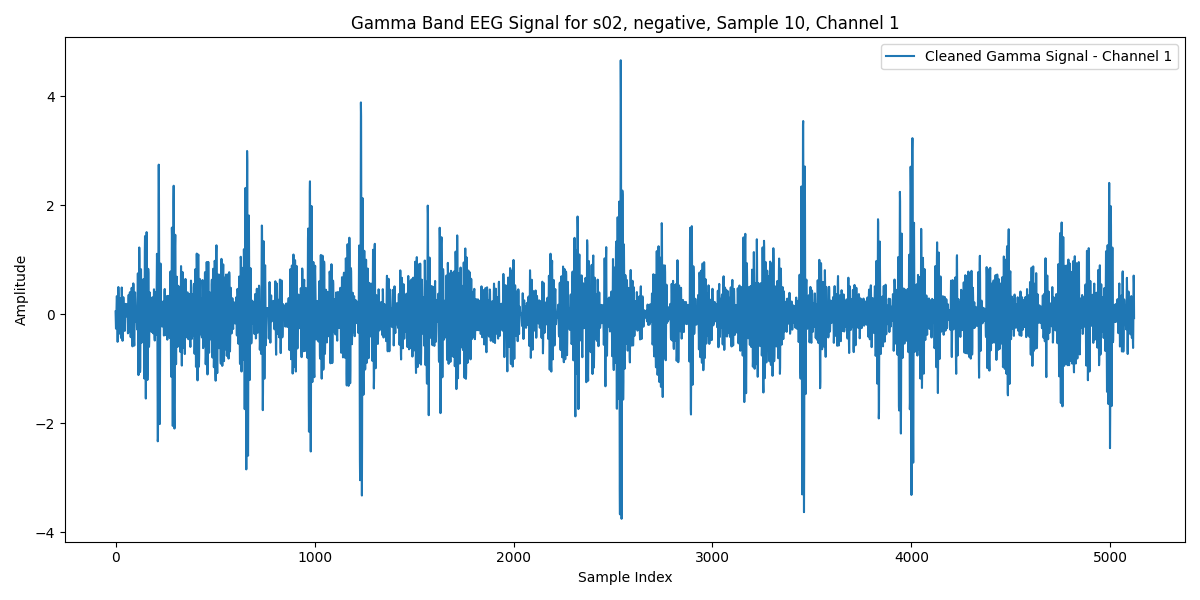 Gamma Band EEG Signal for s02, negative, Sample 10, Channel 1
Cleaned Gamma Signal - Channel 1
Amplitude
4
2
0
−2
−4
0 1000 2000 3000 4000 5000
Sample Index